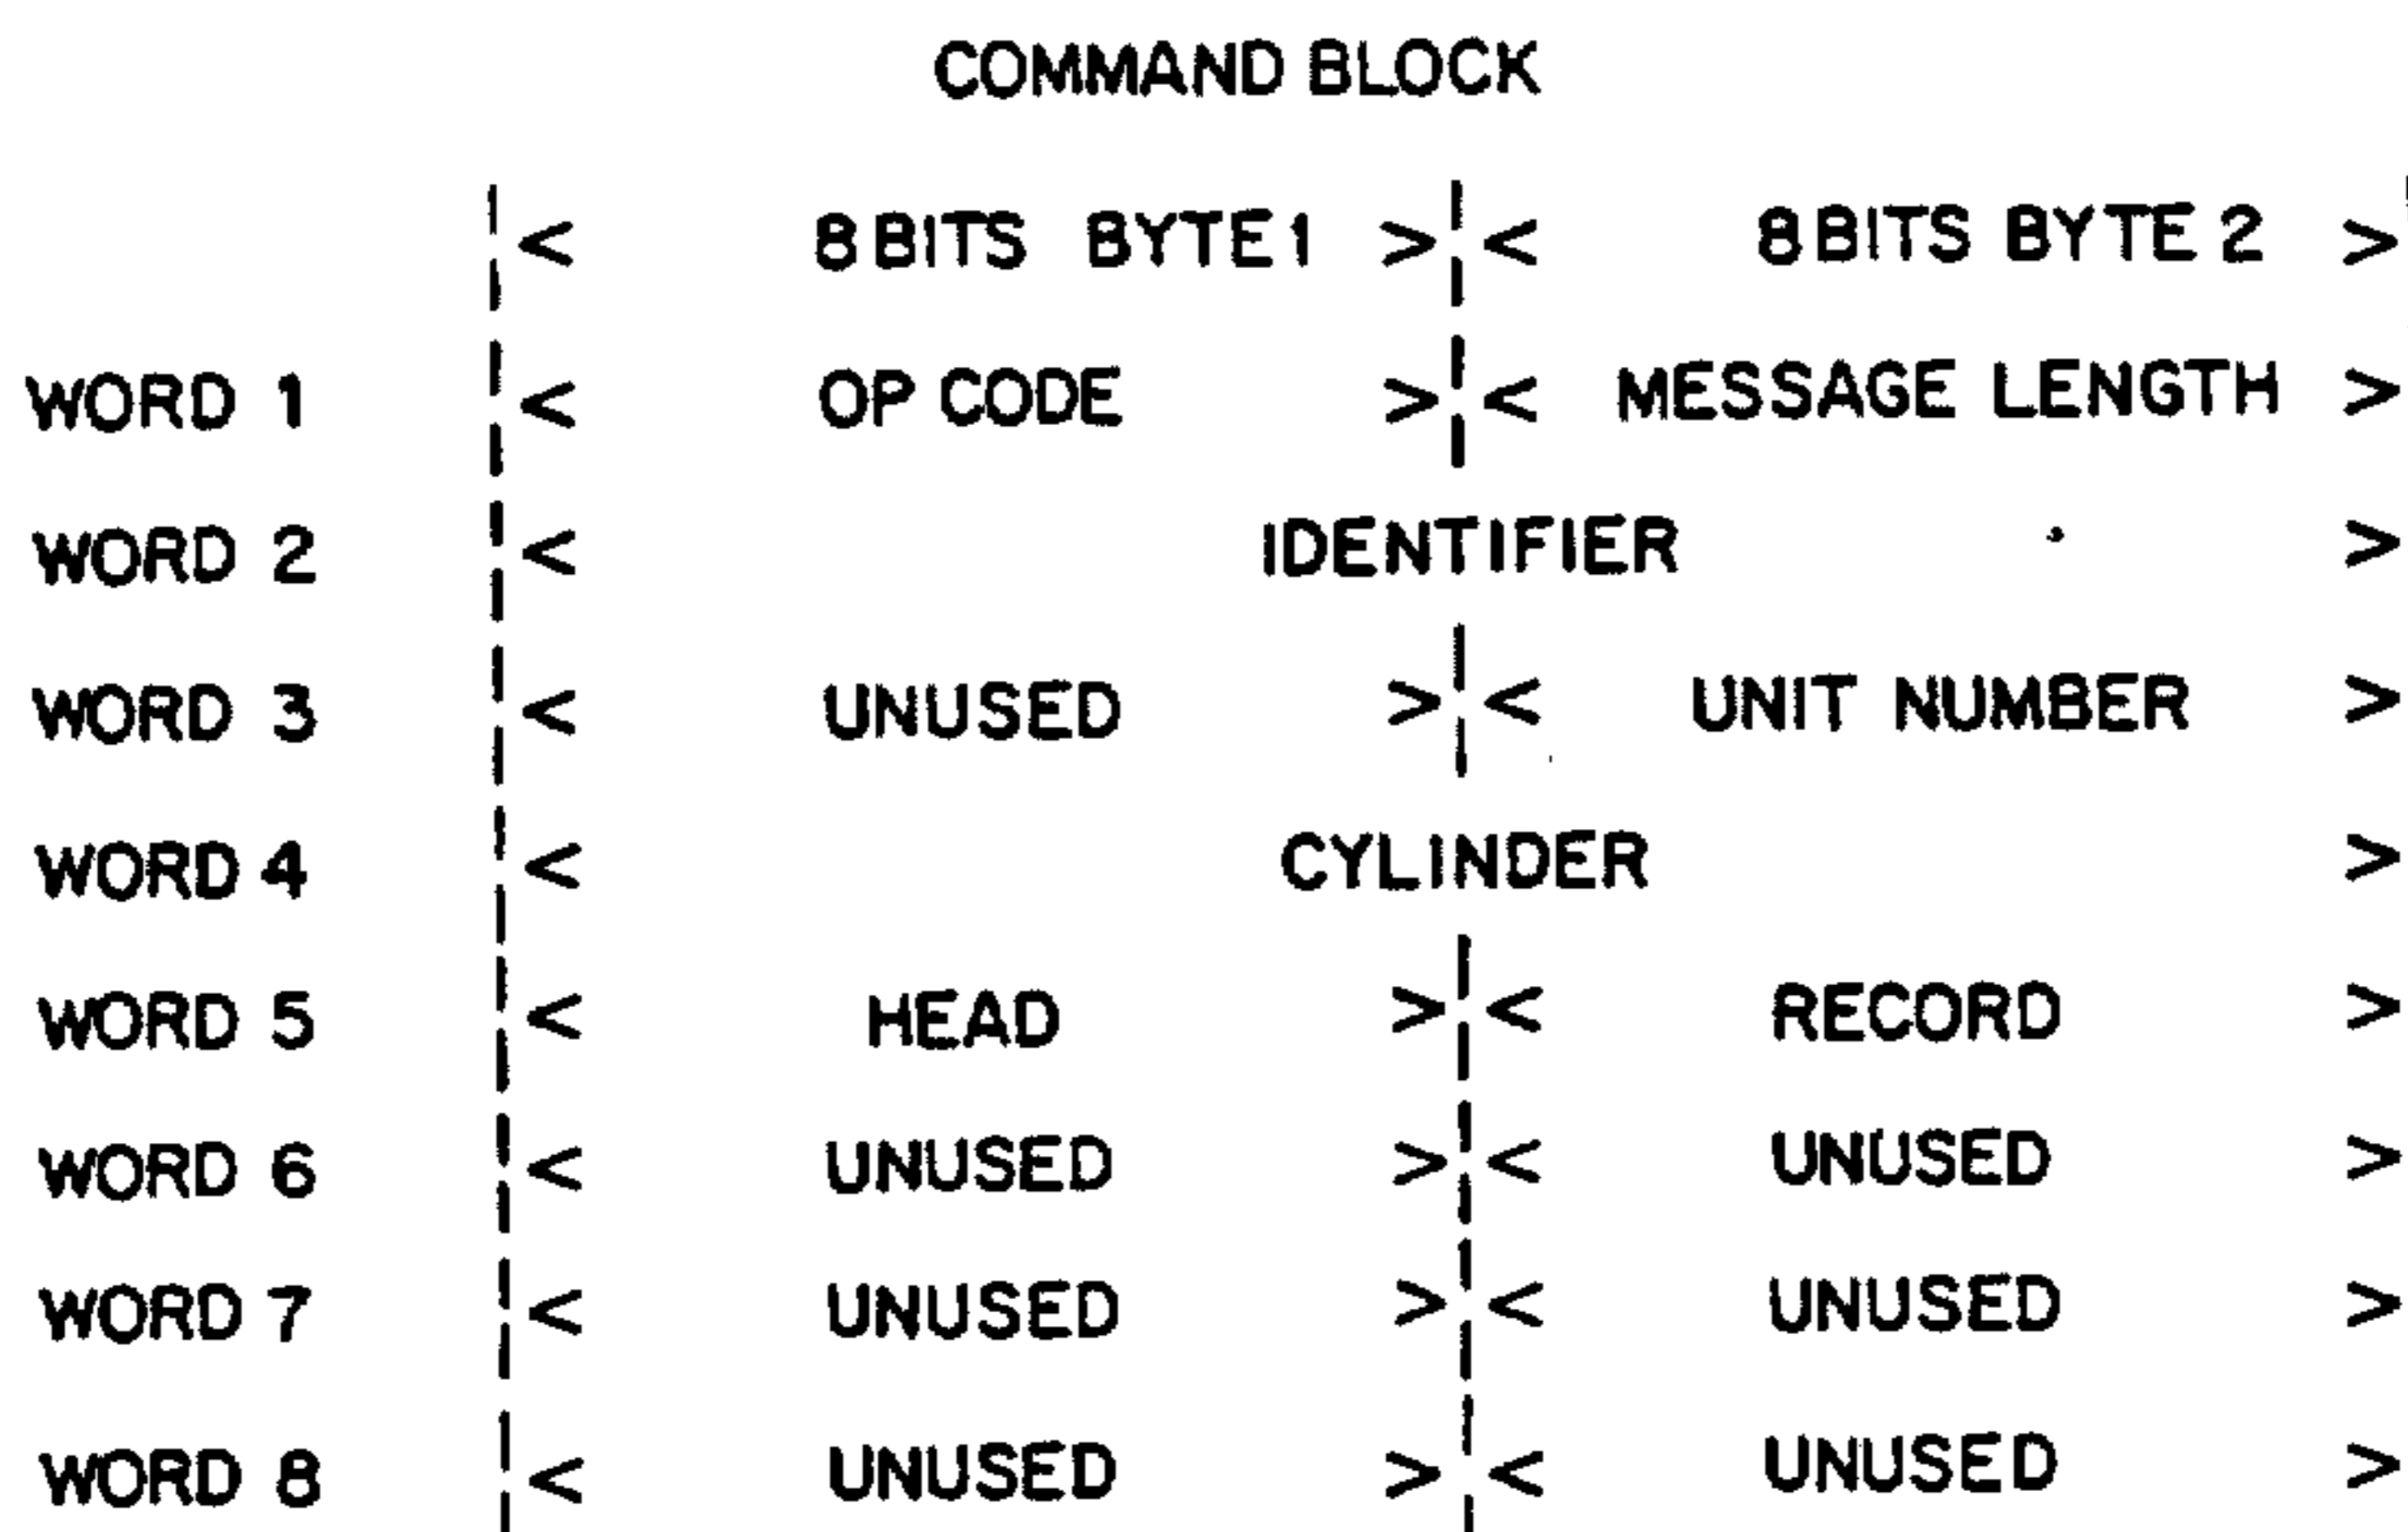 COMMAND BLOCK
|< 8 BITS BYTE 1 >|< 8 BITS BYTE 2 >
WORD 1 |< OP CODE >|< MESSAGE LENGTH >
WORD 2 |< IDENTIFIER >
WORD 3 |< UNUSED >|< UNIT NUMBER >
WORD 4 |< CYLINDER >
WORD 5 |< HEAD >|< RECORD >
WORD 6 |< UNUSED >|< UNUSED >
WORD 7 |< UNUSED >|< UNUSED >
WORD 8 |< UNUSED >|< UNUSED >